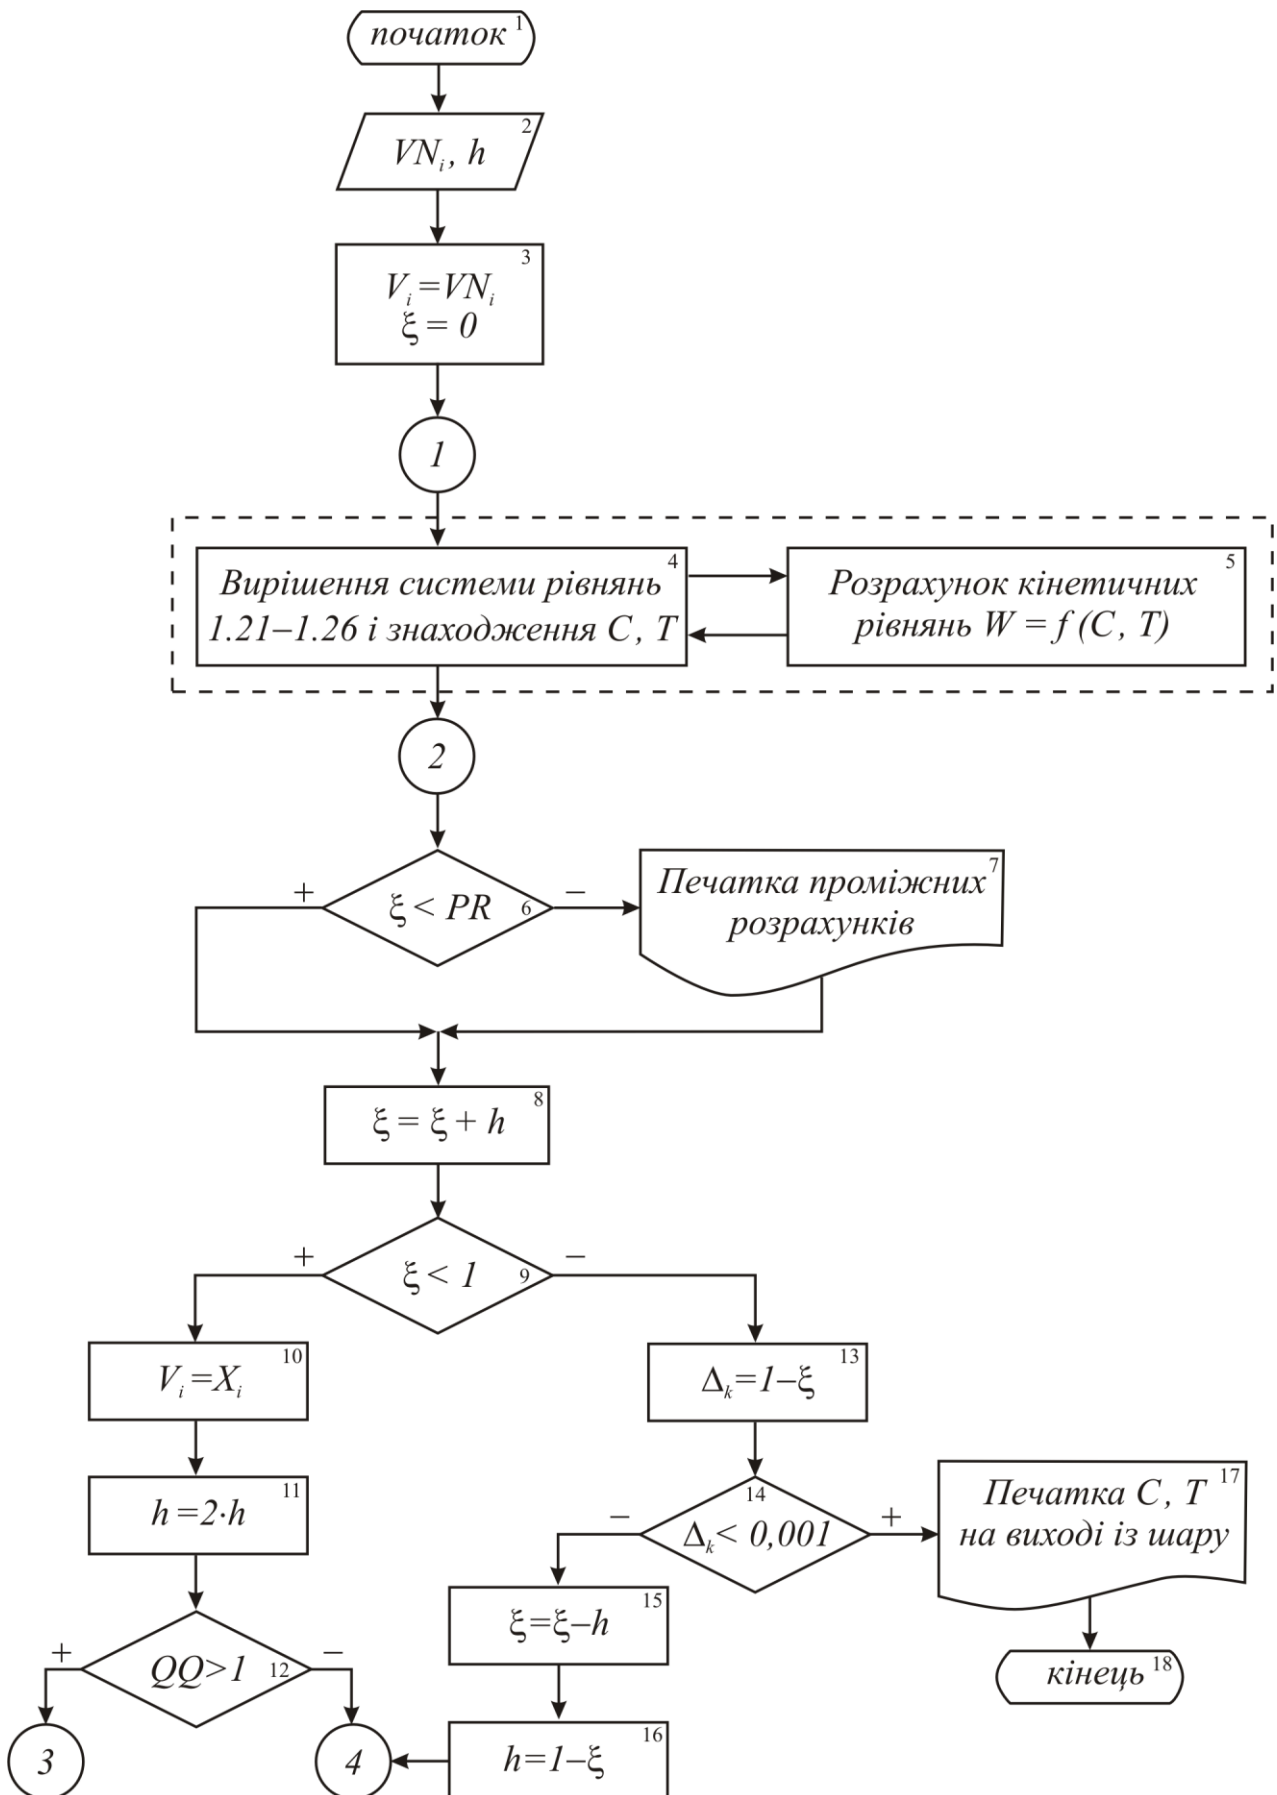 початок 1
2
VNᵢ, h
3
Vᵢ=VNᵢ
ξ = 0
1
4
Вирішення системи рівнянь
1.21–1.26 і знаходження C, T
5
Розрахунок кінетичних
рівнянь W = f (C, T)
2
+
ξ < PR 6
–
7
Печатка проміжних
розрахунків
8
ξ = ξ + h
+
ξ < 1 9
–
10
Vᵢ=Xᵢ
13
Δₖ=1–ξ
11
h=2·h
14
–
Δₖ< 0,001
+
17
Печатка C, T
на виході із шару
15
ξ=ξ–h
+
QQ>1 12
–
кінець 18
3
4
16
h=1–ξ